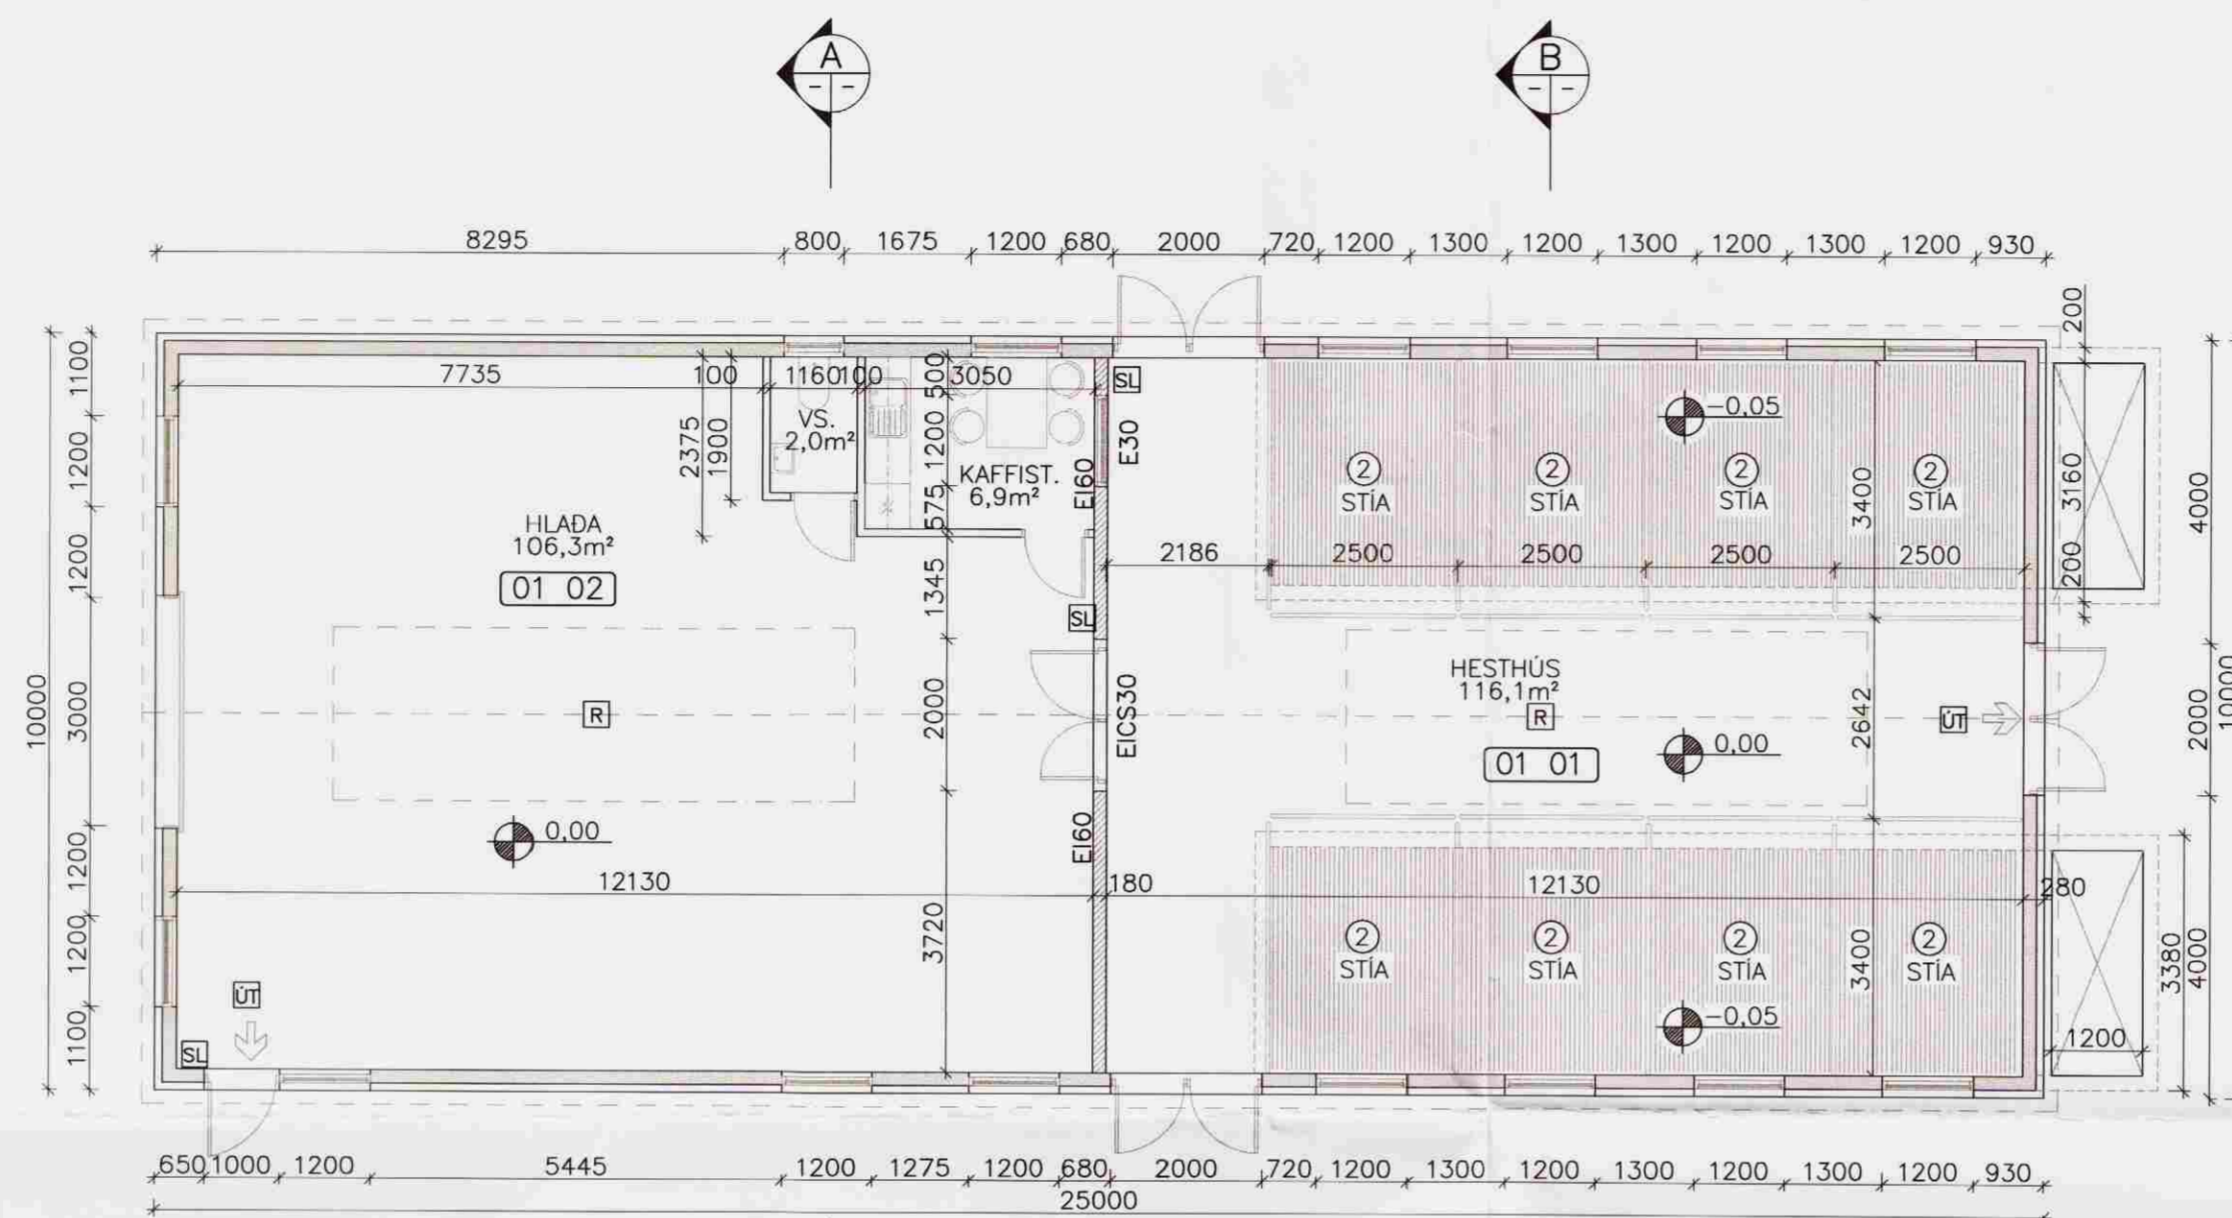 A
B
8295 800 1675 1200 680 2000 720 1200 1300 1200 1300 1200 1300 1200 930
200
1100
7735 100 1160 100 500 3050
SL
VS.
2,0m²
2375
1900
1200
KAFFIST.
6,9m²
575
EI60
E30
-0,05
1200
3400
3160
4000
2 2 2 2
STÍA STÍA STÍA STÍA
HLAÐA
106,3m²
01 02
2186 2500 2500 2500 2500
200
1200
1345
SL
10000
3000
R
2000
EICS30
HESTHÚS
116,1m²
R
01 01
0,00
2642
ÚT
2000
10000
0,00
EI60
1200
12130 180 12130 280
3720
1200
2 2 2 2
STÍA STÍA STÍA STÍA
3400
3380
4000
ÚT
SL
1100
-0,05
1200
650 1000 1200 5445 1200 1275 1200 680 2000 720 1200 1300 1200 1300 1200 1300 1200 930
25000